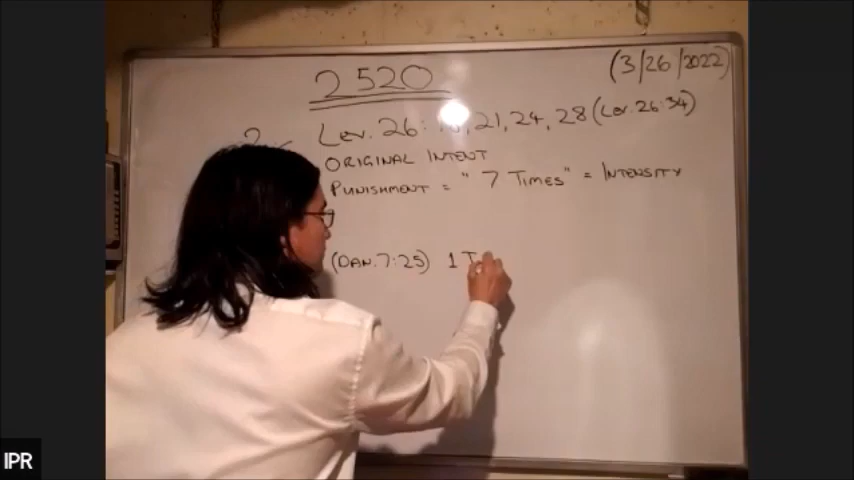 2520
(3/26/2022)
Lev. 26: 21, 24, 28 (Lev. 26:34)
ORIGINAL INTENT
PUNISHMENT = "7 TIMES" = INTENSITY
(DAN. 7:25) 1 T
IPR